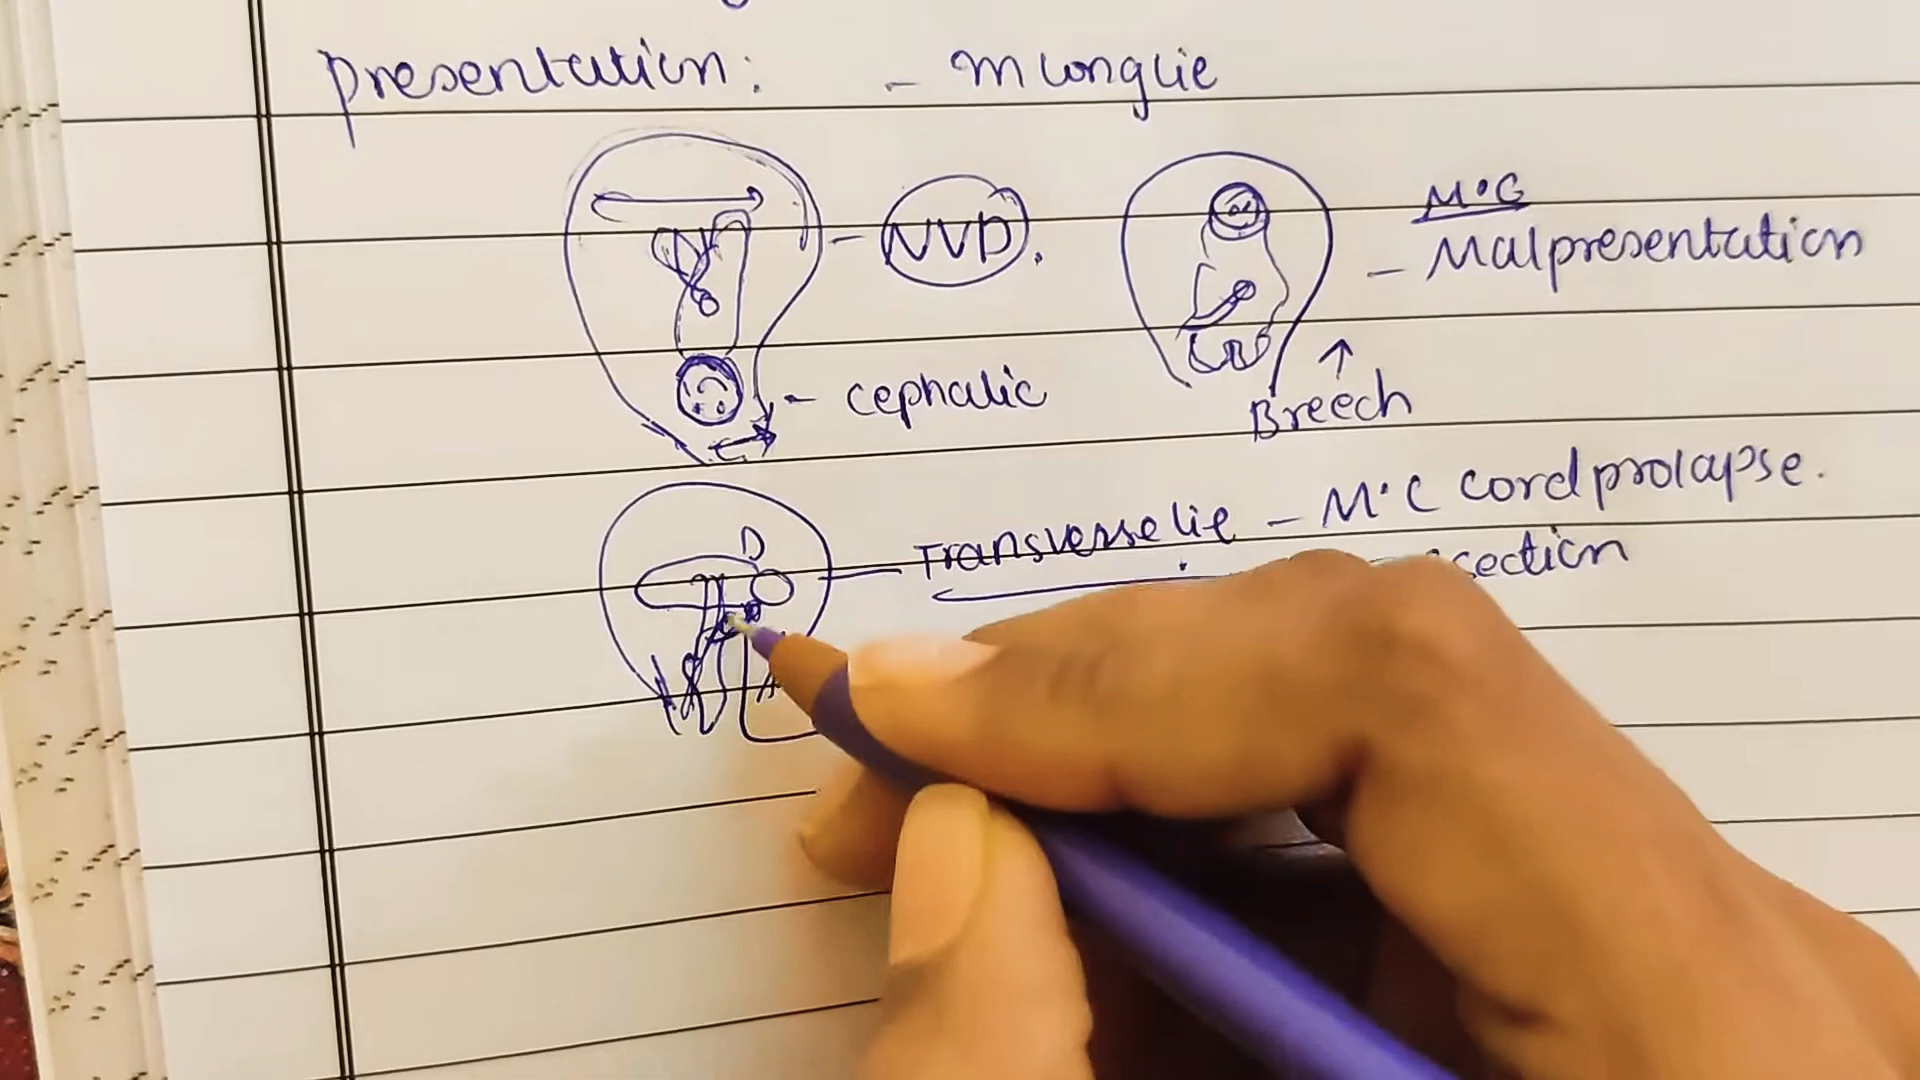 Presentation: - m longlie
- NVD.
M.C
- Malpresentation
- cephalic
Breech
D
- Transverse lie - M.C cord prolapse.
section